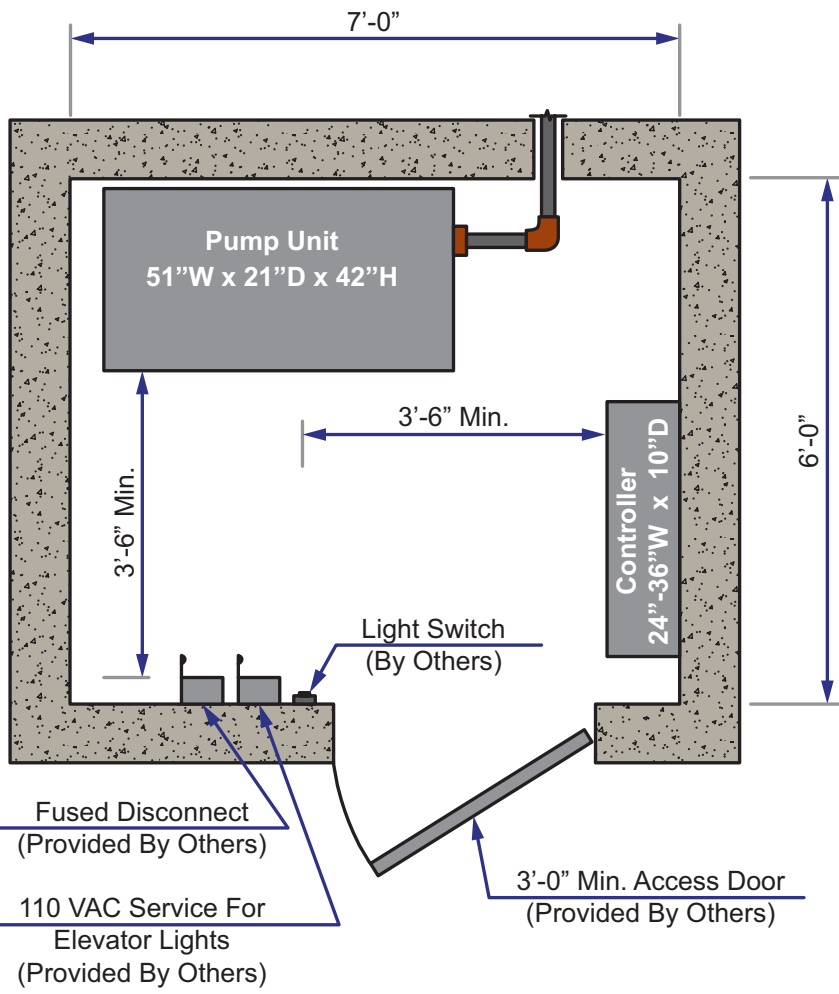 7’-0”
Pump Unit
51”W x 21”D x 42”H
3’-6” Min.
6’-0”
Controller
24”-36”W x 10”D
3’-6” Min.
Light Switch
(By Others)
Fused Disconnect
(Provided By Others)
110 VAC Service For
Elevator Lights
(Provided By Others)
3’-0” Min. Access Door
(Provided By Others)